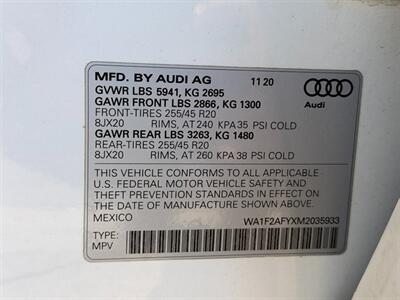 MFD. BY AUDI AG 11 20
GVWR LBS 5941, KG 2695
GAWR FRONT LBS 2866, KG 1300
FRONT-TIRES 255/45 R20
8JX20 RIMS, AT 240 KPA 35 PSI COLD
GAWR REAR LBS 3263, KG 1480
REAR-TIRES 255/45 R20
8JX20 RIMS, AT 260 KPA 38 PSI COLD
Audi
THIS VEHICLE CONFORMS TO ALL APPLICABLE
U.S. FEDERAL MOTOR VEHICLE SAFETY AND
THEFT PREVENTION STANDARDS IN EFFECT ON
THE DATE OF MANUFACTURE SHOWN ABOVE.
MEXICO WA1F2AFYXM2035933
TYPE:
MPV